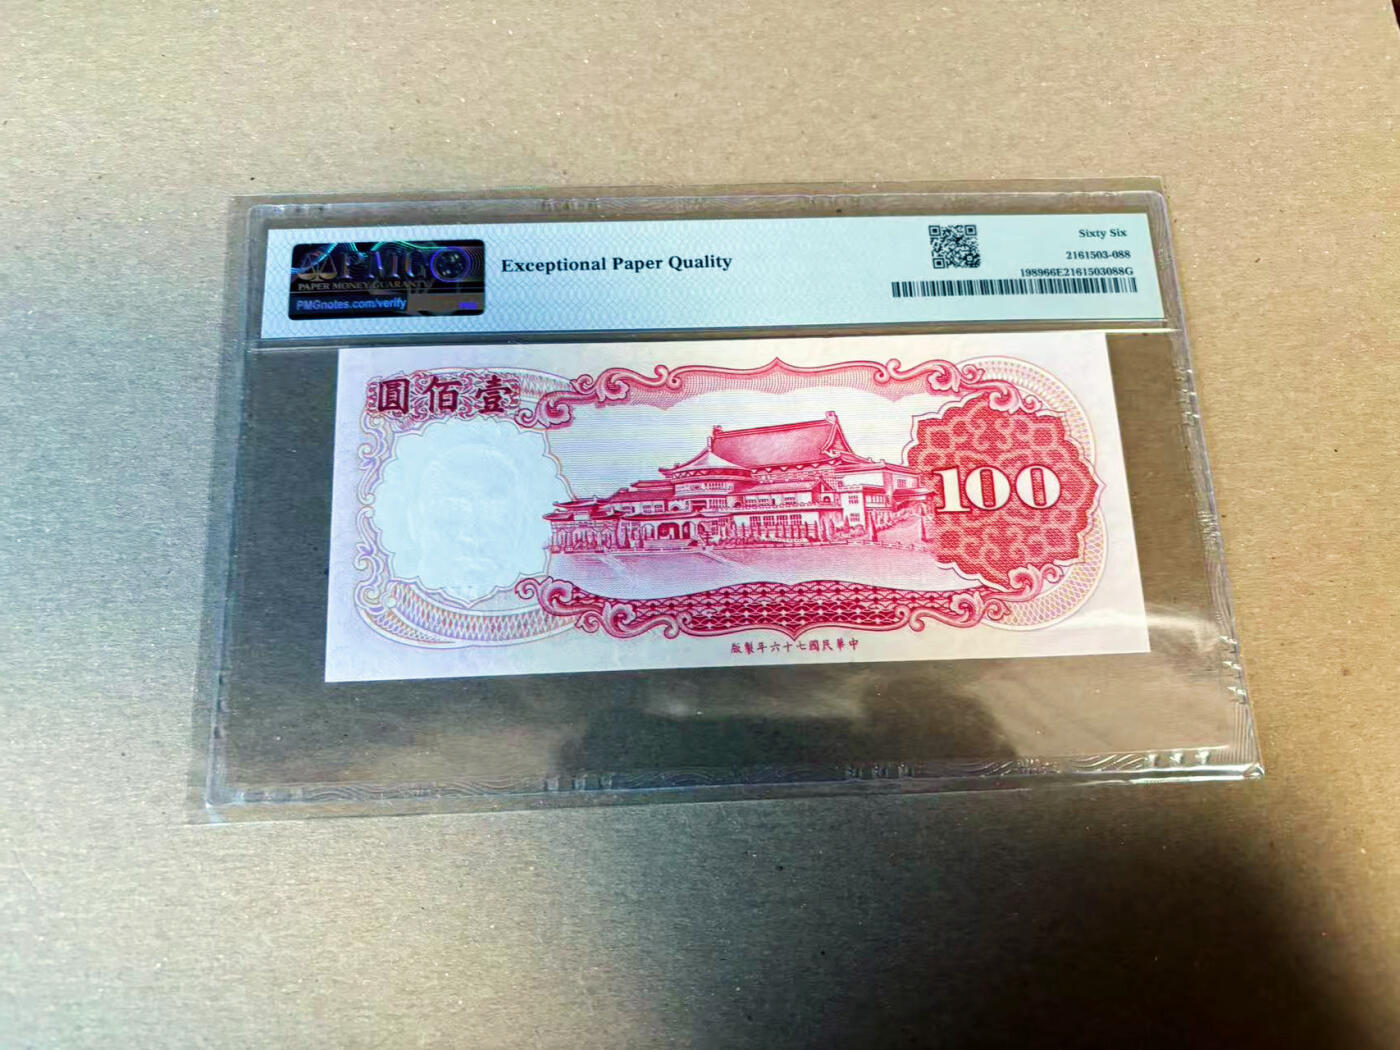 PMG
PAPER MONEY GUARANTY
PMGnotes.com/verify
Exceptional Paper Quality
Sixty Six
2161503-088
198966E2161503088G
圓佰壹
100
版製年六十七國民華中